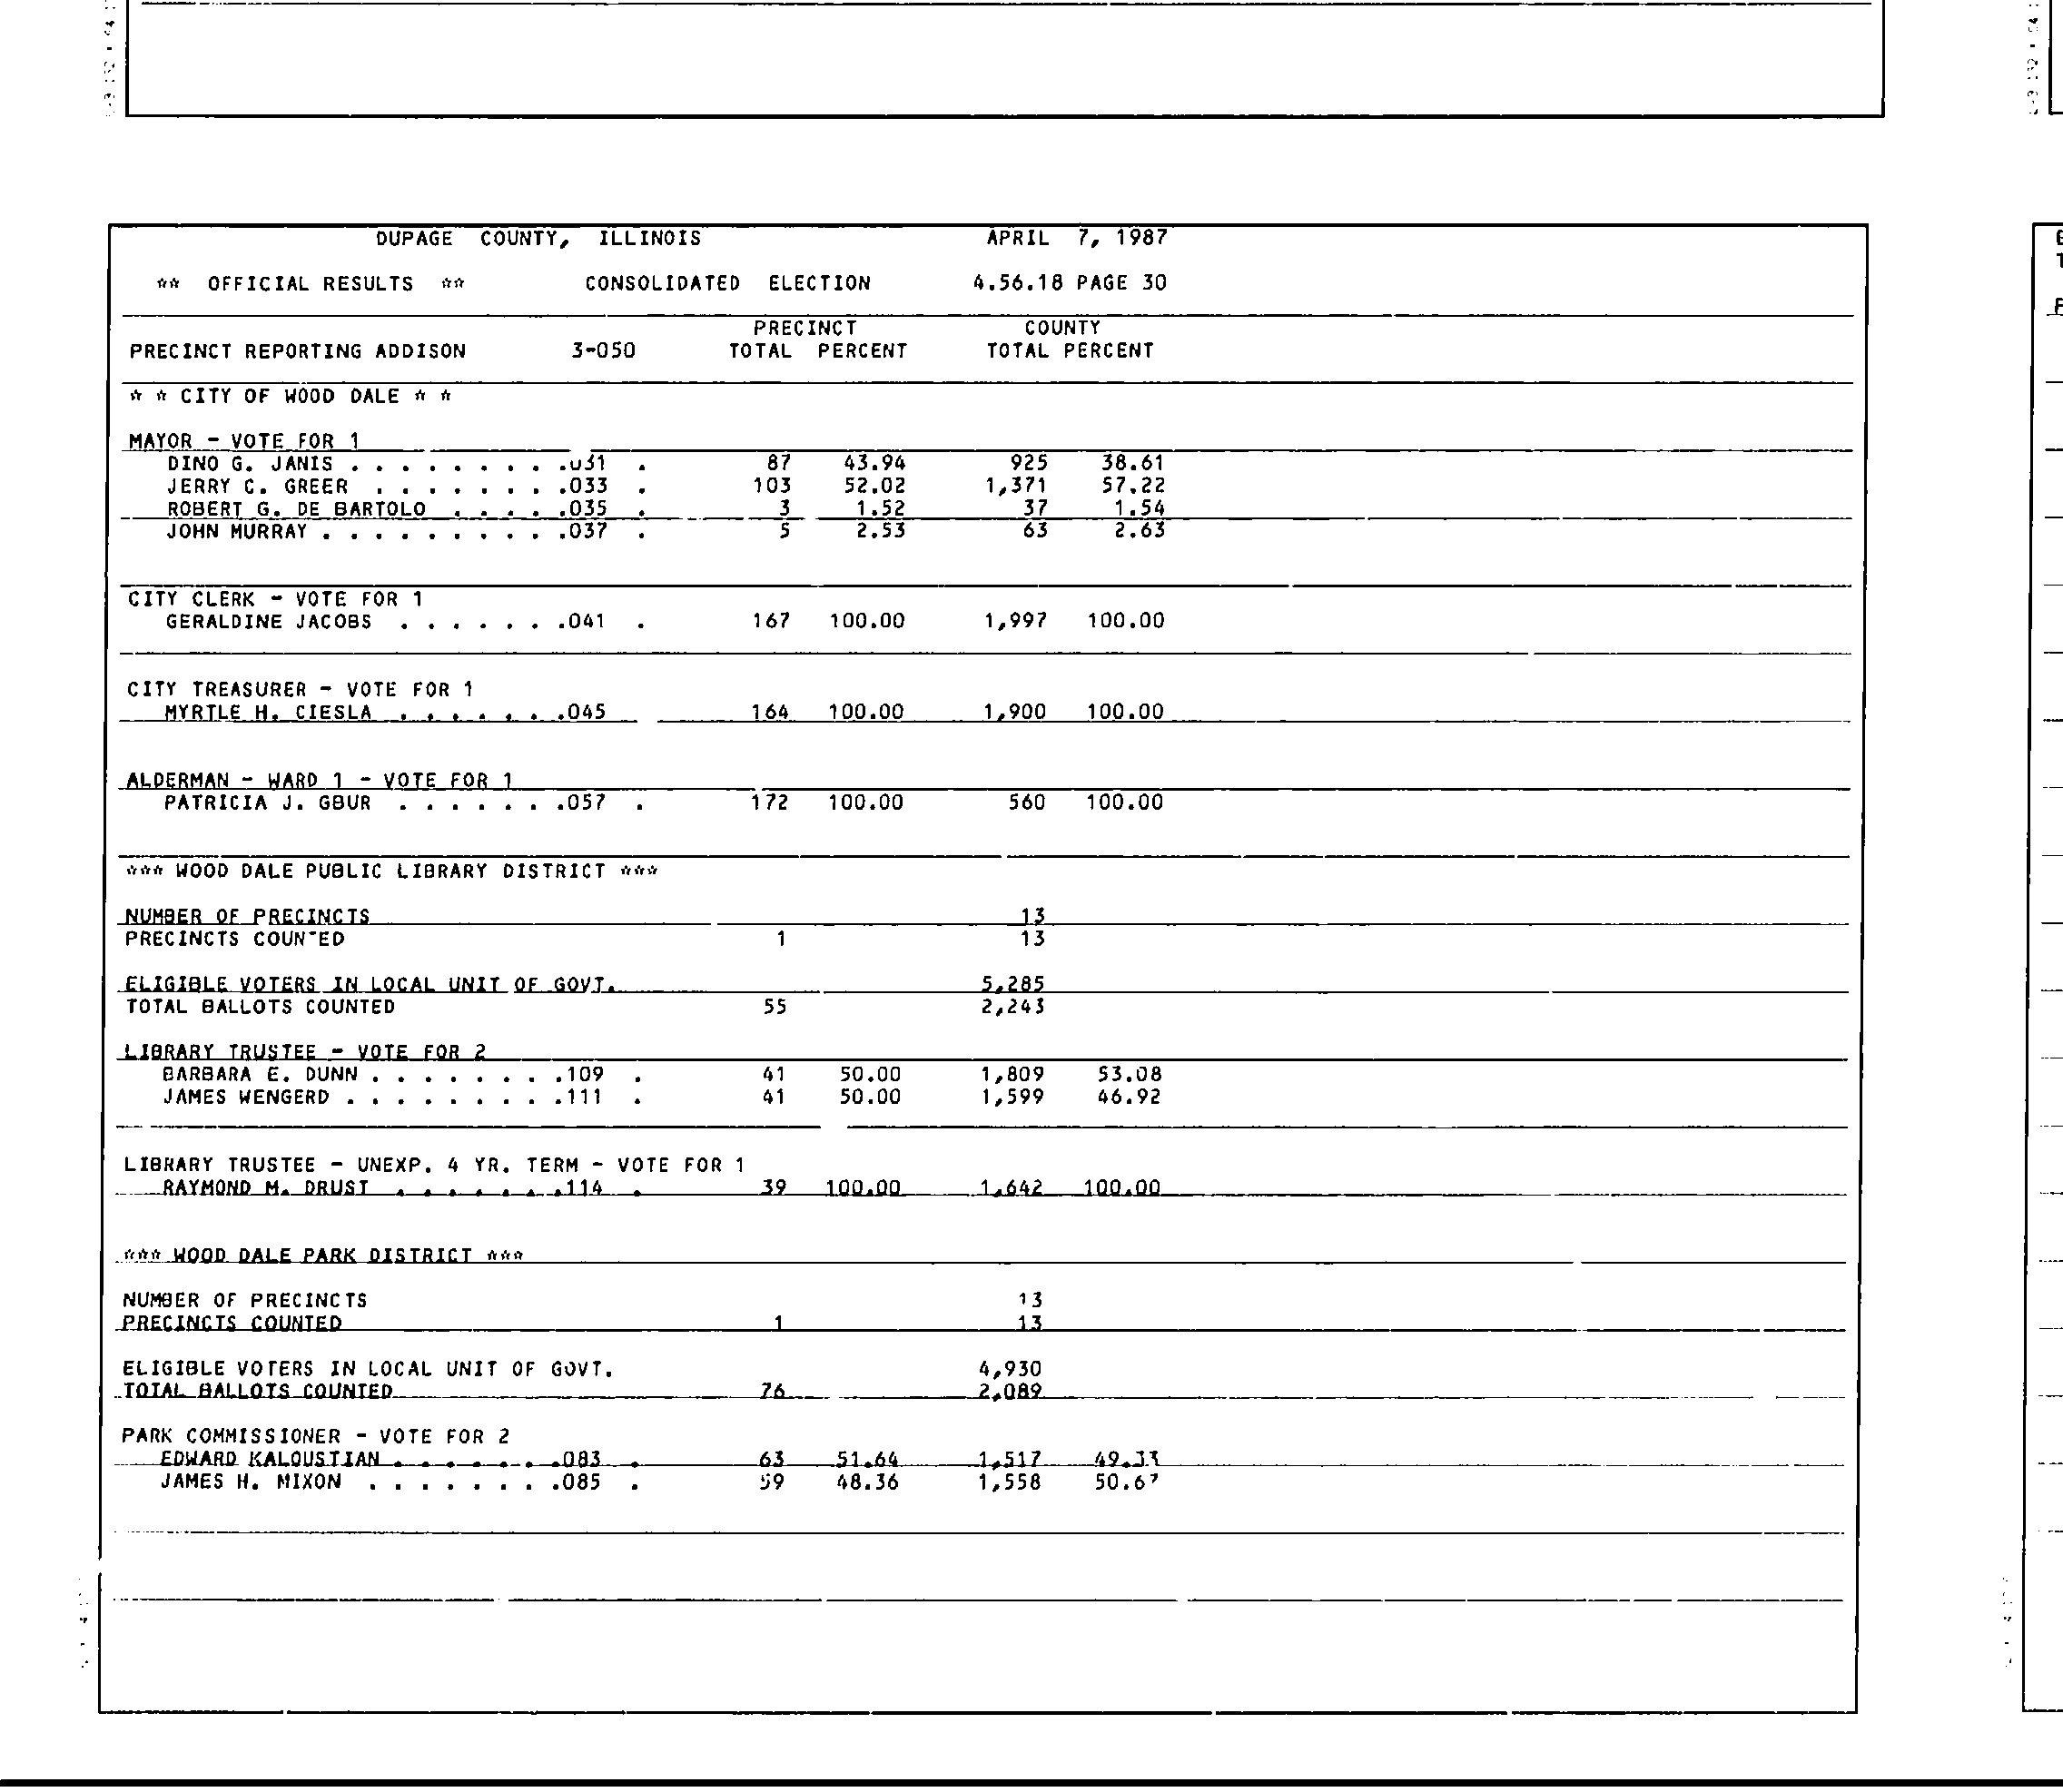 DUPAGE COUNTY, ILLINOIS APRIL 7, 1987
** OFFICIAL RESULTS ** CONSOLIDATED ELECTION 4.56.18 PAGE 30
PRECINCT COUNTY
PRECINCT REPORTING ADDISON 3-050 TOTAL PERCENT TOTAL PERCENT
* * CITY OF WOOD DALE * *
MAYOR - VOTE FOR 1
DINO G. JANIS . . . . . . . . . .031 . 87 43.94 925 38.61
JERRY C. GREER . . . . . . . .033 . 103 52.02 1,371 57.22
ROBERT G. DE BARTOLO . . . . .035 . 3 1.52 37 1.54
JOHN MURRAY . . . . . . . . . . .037 . 5 2.53 63 2.63
CITY CLERK - VOTE FOR 1
GERALDINE JACOBS . . . . . . .041 . 167 100.00 1,997 100.00
CITY TREASURER - VOTE FOR 1
MYRTLE H. CIESLA . . . . . . .045 164 100.00 1,900 100.00
ALDERMAN - WARD 1 - VOTE FOR 1
PATRICIA J. GBUR . . . . . . .057 . 172 100.00 560 100.00
*** WOOD DALE PUBLIC LIBRARY DISTRICT ***
NUMBER OF PRECINCTS 13
PRECINCTS COUNTED 1 13
ELIGIBLE VOTERS IN LOCAL UNIT OF GOVT. 5,285
TOTAL BALLOTS COUNTED 55 2,243
LIBRARY TRUSTEE - VOTE FOR 2
BARBARA E. DUNN . . . . . . . . .109 . 41 50.00 1,809 53.08
JAMES WENGERD . . . . . . . . . .111 . 41 50.00 1,599 46.92
LIBRARY TRUSTEE - UNEXP. 4 YR. TERM - VOTE FOR 1
RAYMOND M. DRUST . . . . . . .114 . 39 100.00 1,642 100.00
*** WOOD DALE PARK DISTRICT ***
NUMBER OF PRECINCTS 13
PRECINCTS COUNTED 1 13
ELIGIBLE VOTERS IN LOCAL UNIT OF GOVT. 4,930
TOTAL BALLOTS COUNTED 76 2,089
PARK COMMISSIONER - VOTE FOR 2
EDWARD KALOUSTIAN . . . . . . .083 . 63 51.64 1,517 49.33
JAMES H. MIXON . . . . . . . .085 . 59 48.36 1,558 50.67